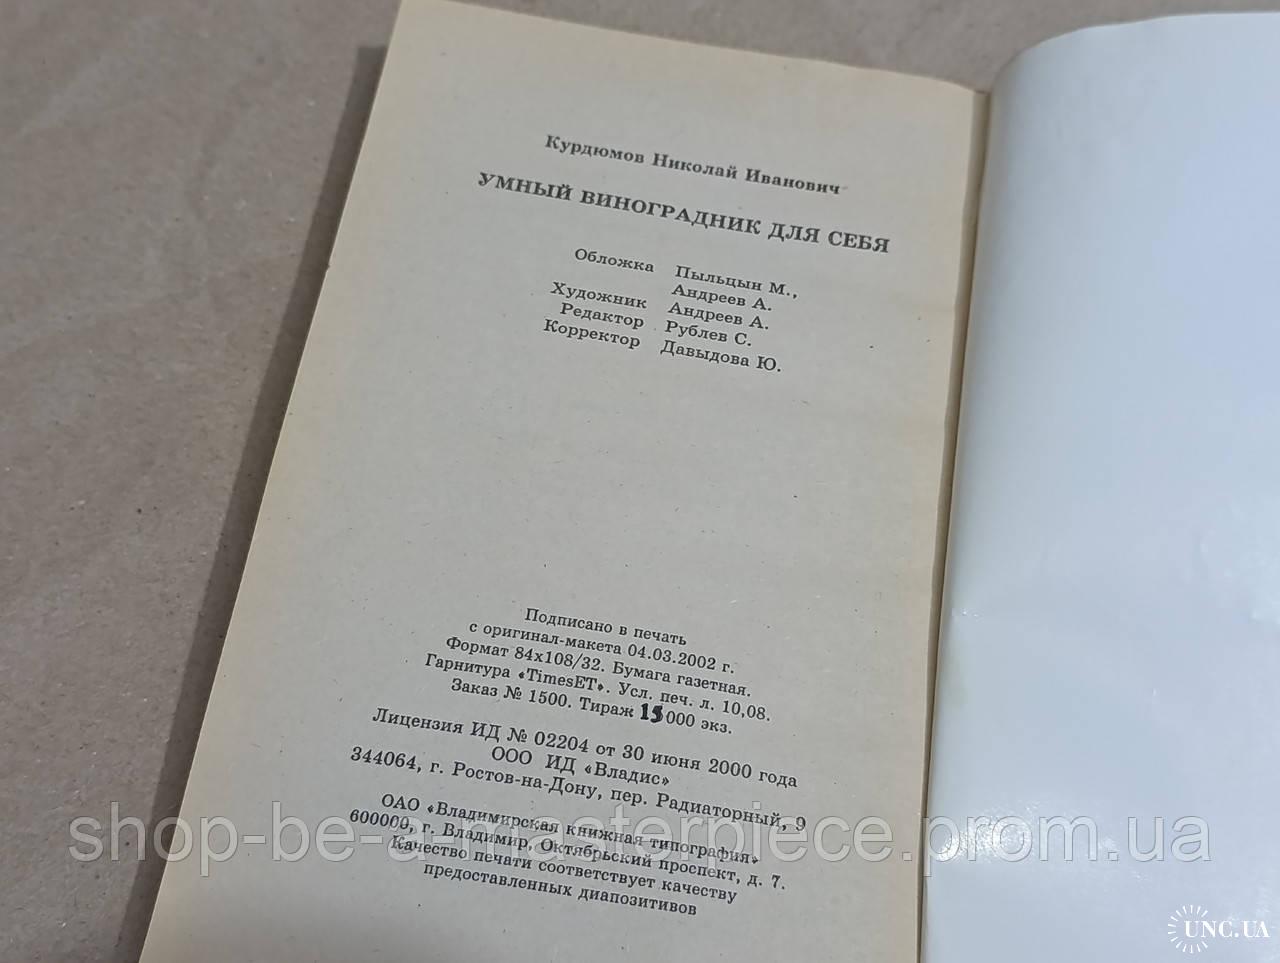 Курдюмов Николай Иванович
УМНЫЙ ВИНОГРАДНИК ДЛЯ СЕБЯ
Обложка Пыльцын М.,
Андреев А.
Художник Андреев А.
Редактор Рублев С.
Корректор Давыдова Ю.
Подписано в печать
с оригинал-макета 04.03.2002 г.
Формат 84х108/32. Бумага газетная.
Гарнитура «TimesET». Усл. печ. л. 10,08.
Заказ № 1500. Тираж 15000 экз.
Лицензия ИД № 02204 от 30 июня 2000 года
ООО ИД «Владис»
344064, г. Ростов-на-Дону, пер. Радиаторный, 9
ОАО «Владимирская книжная типография»
600000, г. Владимир, Октябрьский проспект, д. 7.
Качество печати соответствует качеству
предоставленных диапозитивов
shop-be-a-masterpiece.prom.ua
UNC.UA